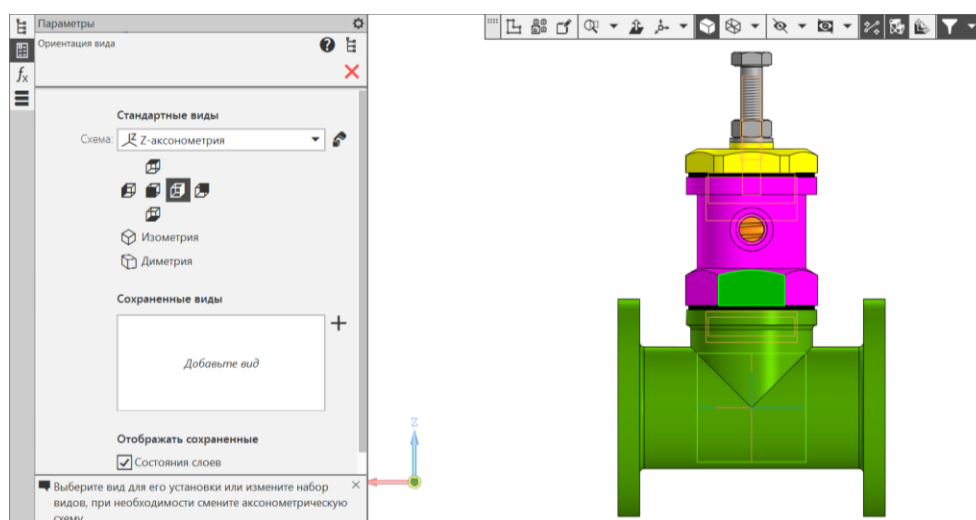 Параметры
Ориентация вида
Стандартные виды
Схема: Z-аксонометрия
Изометрия
Диметрия
Сохраненные виды
Добавьте вид
Отображать сохраненные
Состояния слоев
Выберите вид для его установки или измените набор
видов, при необходимости смените аксонометрическую
схему
Z